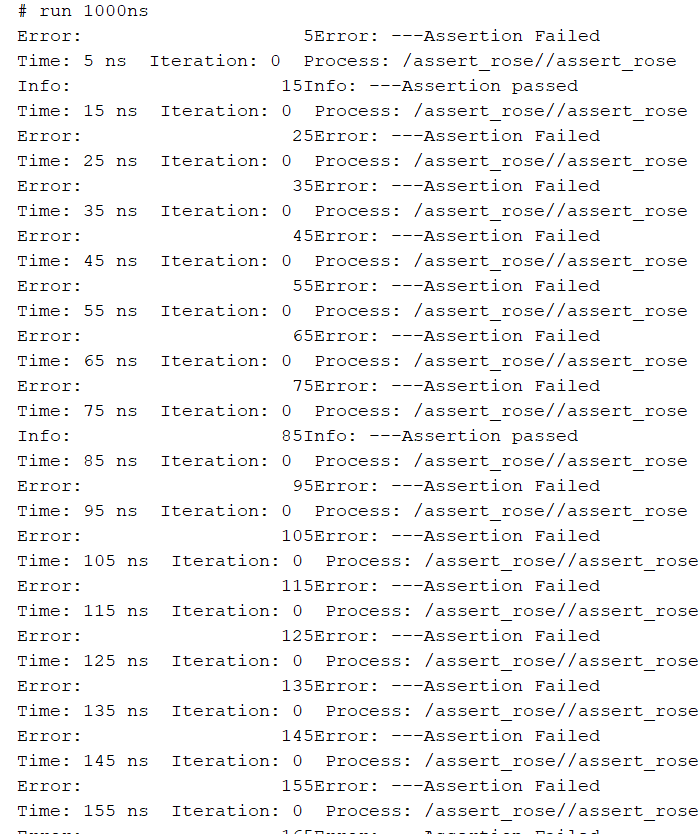 # run 1000ns
Error:                    5Error: ---Assertion Failed
Time: 5 ns  Iteration: 0  Process: /assert_rose//assert_rose
Info:                   15Info: ---Assertion passed
Time: 15 ns  Iteration: 0  Process: /assert_rose//assert_rose
Error:                   25Error: ---Assertion Failed
Time: 25 ns  Iteration: 0  Process: /assert_rose//assert_rose
Error:                   35Error: ---Assertion Failed
Time: 35 ns  Iteration: 0  Process: /assert_rose//assert_rose
Error:                   45Error: ---Assertion Failed
Time: 45 ns  Iteration: 0  Process: /assert_rose//assert_rose
Error:                   55Error: ---Assertion Failed
Time: 55 ns  Iteration: 0  Process: /assert_rose//assert_rose
Error:                   65Error: ---Assertion Failed
Time: 65 ns  Iteration: 0  Process: /assert_rose//assert_rose
Error:                   75Error: ---Assertion Failed
Time: 75 ns  Iteration: 0  Process: /assert_rose//assert_rose
Info:                   85Info: ---Assertion passed
Time: 85 ns  Iteration: 0  Process: /assert_rose//assert_rose
Error:                   95Error: ---Assertion Failed
Time: 95 ns  Iteration: 0  Process: /assert_rose//assert_rose
Error:                  105Error: ---Assertion Failed
Time: 105 ns  Iteration: 0  Process: /assert_rose//assert_rose
Error:                  115Error: ---Assertion Failed
Time: 115 ns  Iteration: 0  Process: /assert_rose//assert_rose
Error:                  125Error: ---Assertion Failed
Time: 125 ns  Iteration: 0  Process: /assert_rose//assert_rose
Error:                  135Error: ---Assertion Failed
Time: 135 ns  Iteration: 0  Process: /assert_rose//assert_rose
Error:                  145Error: ---Assertion Failed
Time: 145 ns  Iteration: 0  Process: /assert_rose//assert_rose
Error:                  155Error: ---Assertion Failed
Time: 155 ns  Iteration: 0  Process: /assert_rose//assert_rose